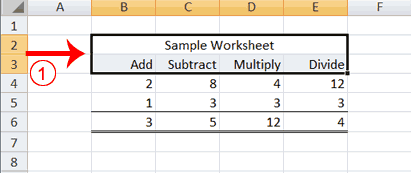 A B C D E F
1
2 Sample Worksheet
3 Add Subtract Multiply Divide
1
4 2 8 4 12
5 1 3 3 3
6 3 5 12 4
7
8